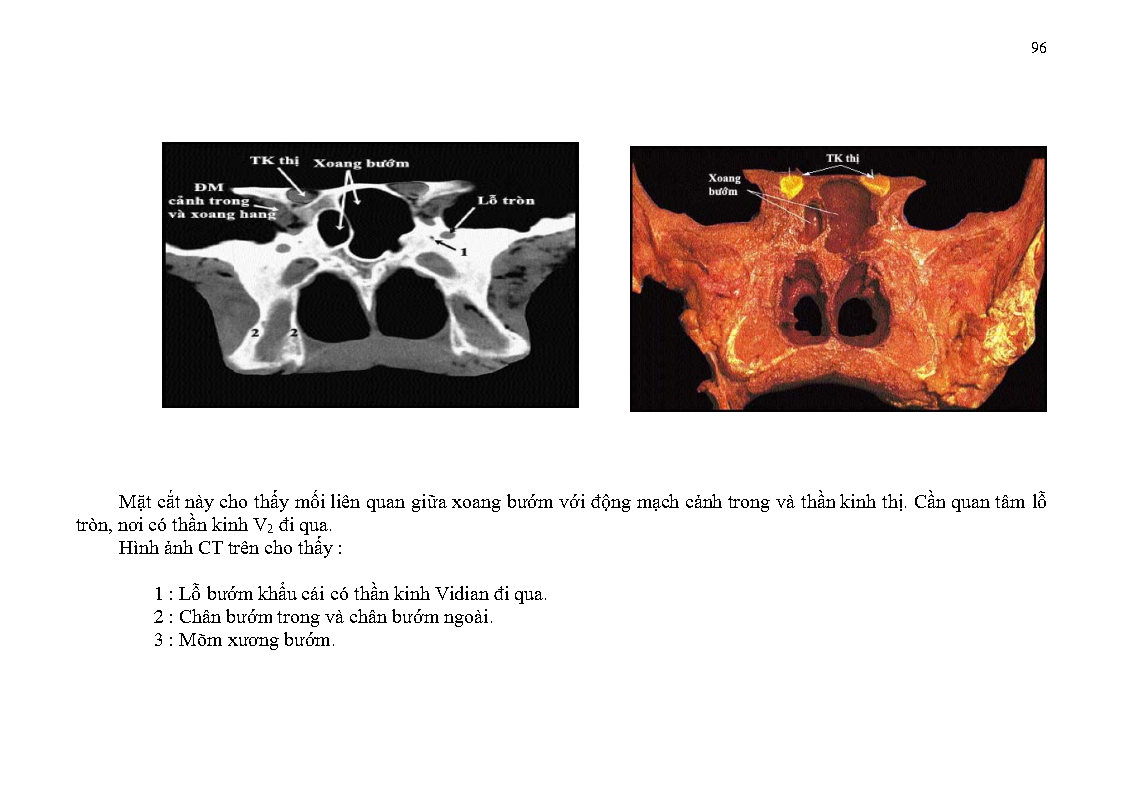 96
TK thị
Xoang bướm
ĐM
cảnh trong
và xoang hang
Lỗ tròn
1
2
2
TK thị
Xoang
bướm
Mặt cắt này cho thấy mối liên quan giữa xoang bướm với động mạch cảnh trong và thần kinh thị. Cần quan tâm lỗ
tròn, nơi có thần kinh V₂ đi qua.
Hình ảnh CT trên cho thấy :
1 : Lỗ bướm khẩu cái có thần kinh Vidian đi qua.
2 : Chân bướm trong và chân bướm ngoài.
3 : Mõm xương bướm.